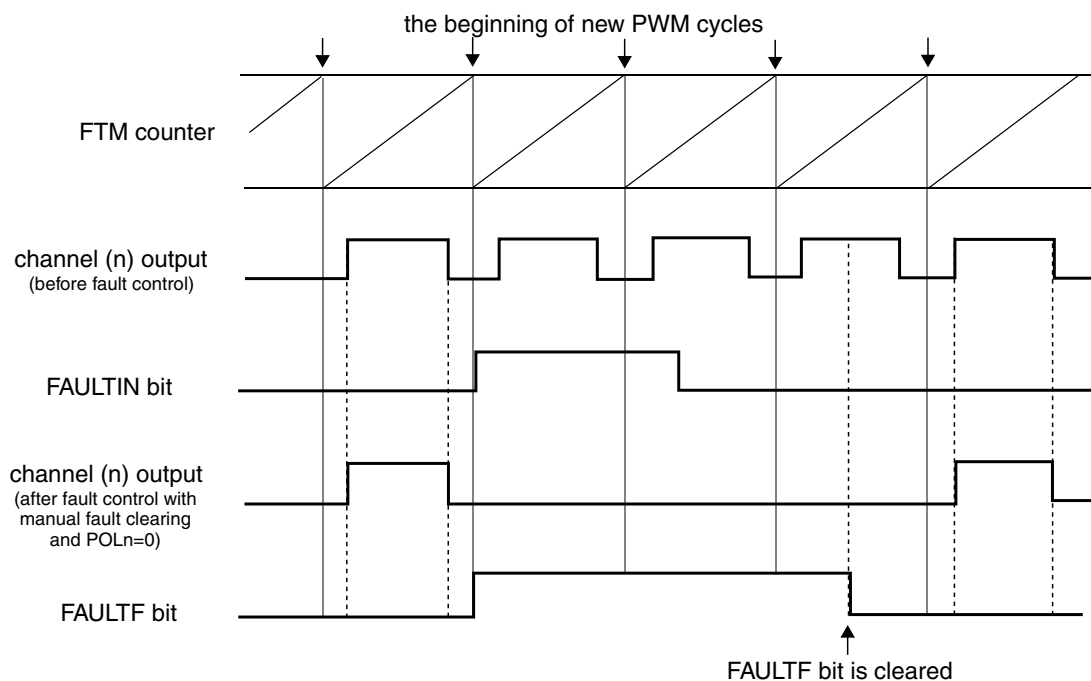 the beginning of new PWM cycles
FTM counter
channel (n) output
(before fault control)
FAULTIN bit
channel (n) output
(after fault control with
manual fault clearing
and POLn=0)
FAULTF bit
FAULTF bit is cleared